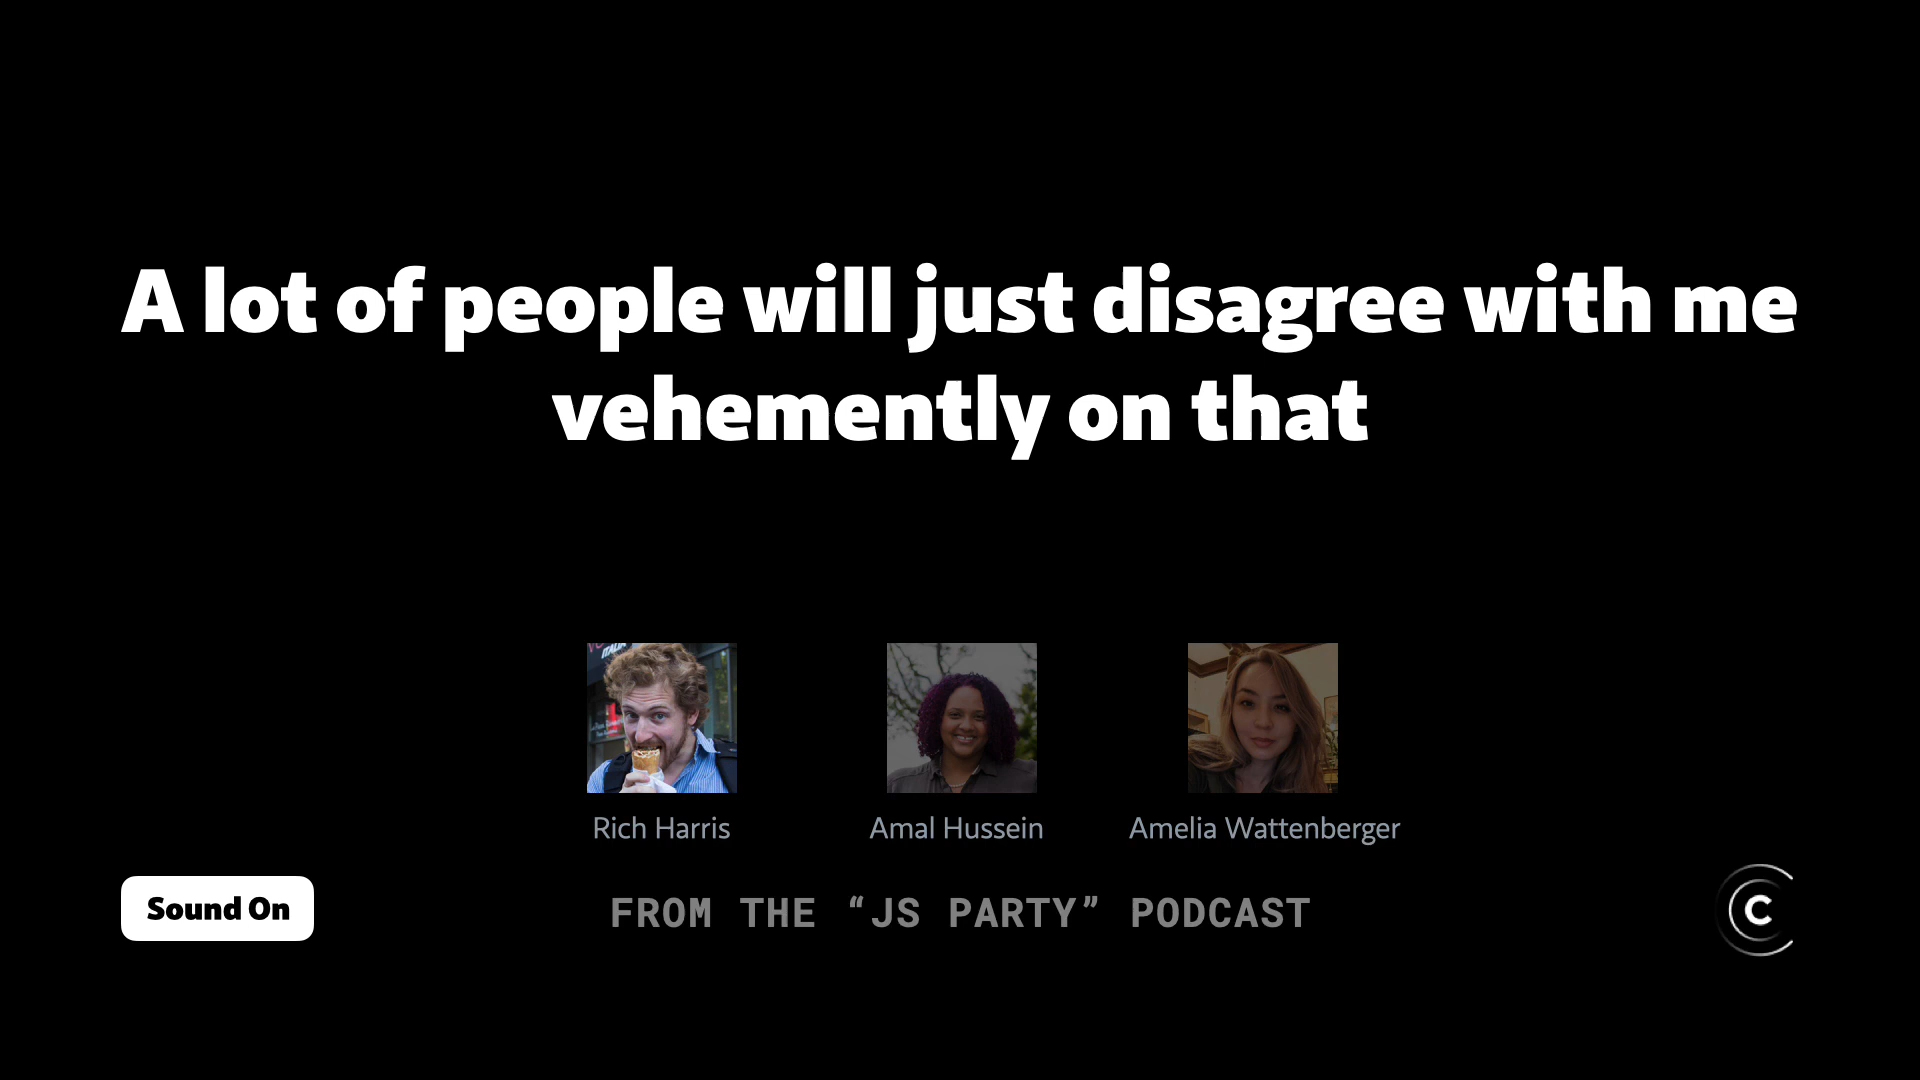 A lot of people will just disagree with me
vehemently on that
ITALIA
Rich Harris
Amal Hussein
Amelia Wattenberger
Sound On
FROM THE “JS PARTY” PODCAST
C